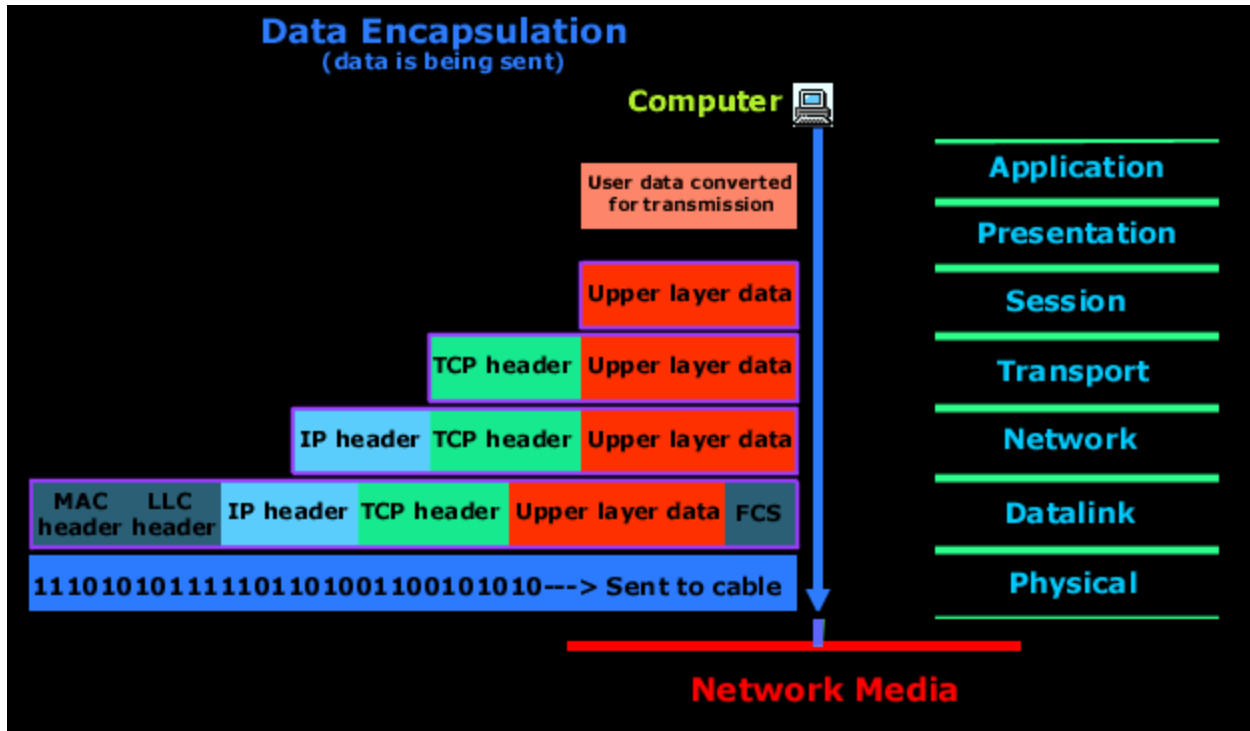 Data Encapsulation
(data is being sent)
Computer
User data converted
for transmission
Upper layer data
TCP header Upper layer data
IP header TCP header Upper layer data
MAC header LLC header IP header TCP header Upper layer data FCS
1110101011111011010011001010­10---> Sent to cable
Network Media
Application
Presentation
Session
Transport
Network
Datalink
Physical